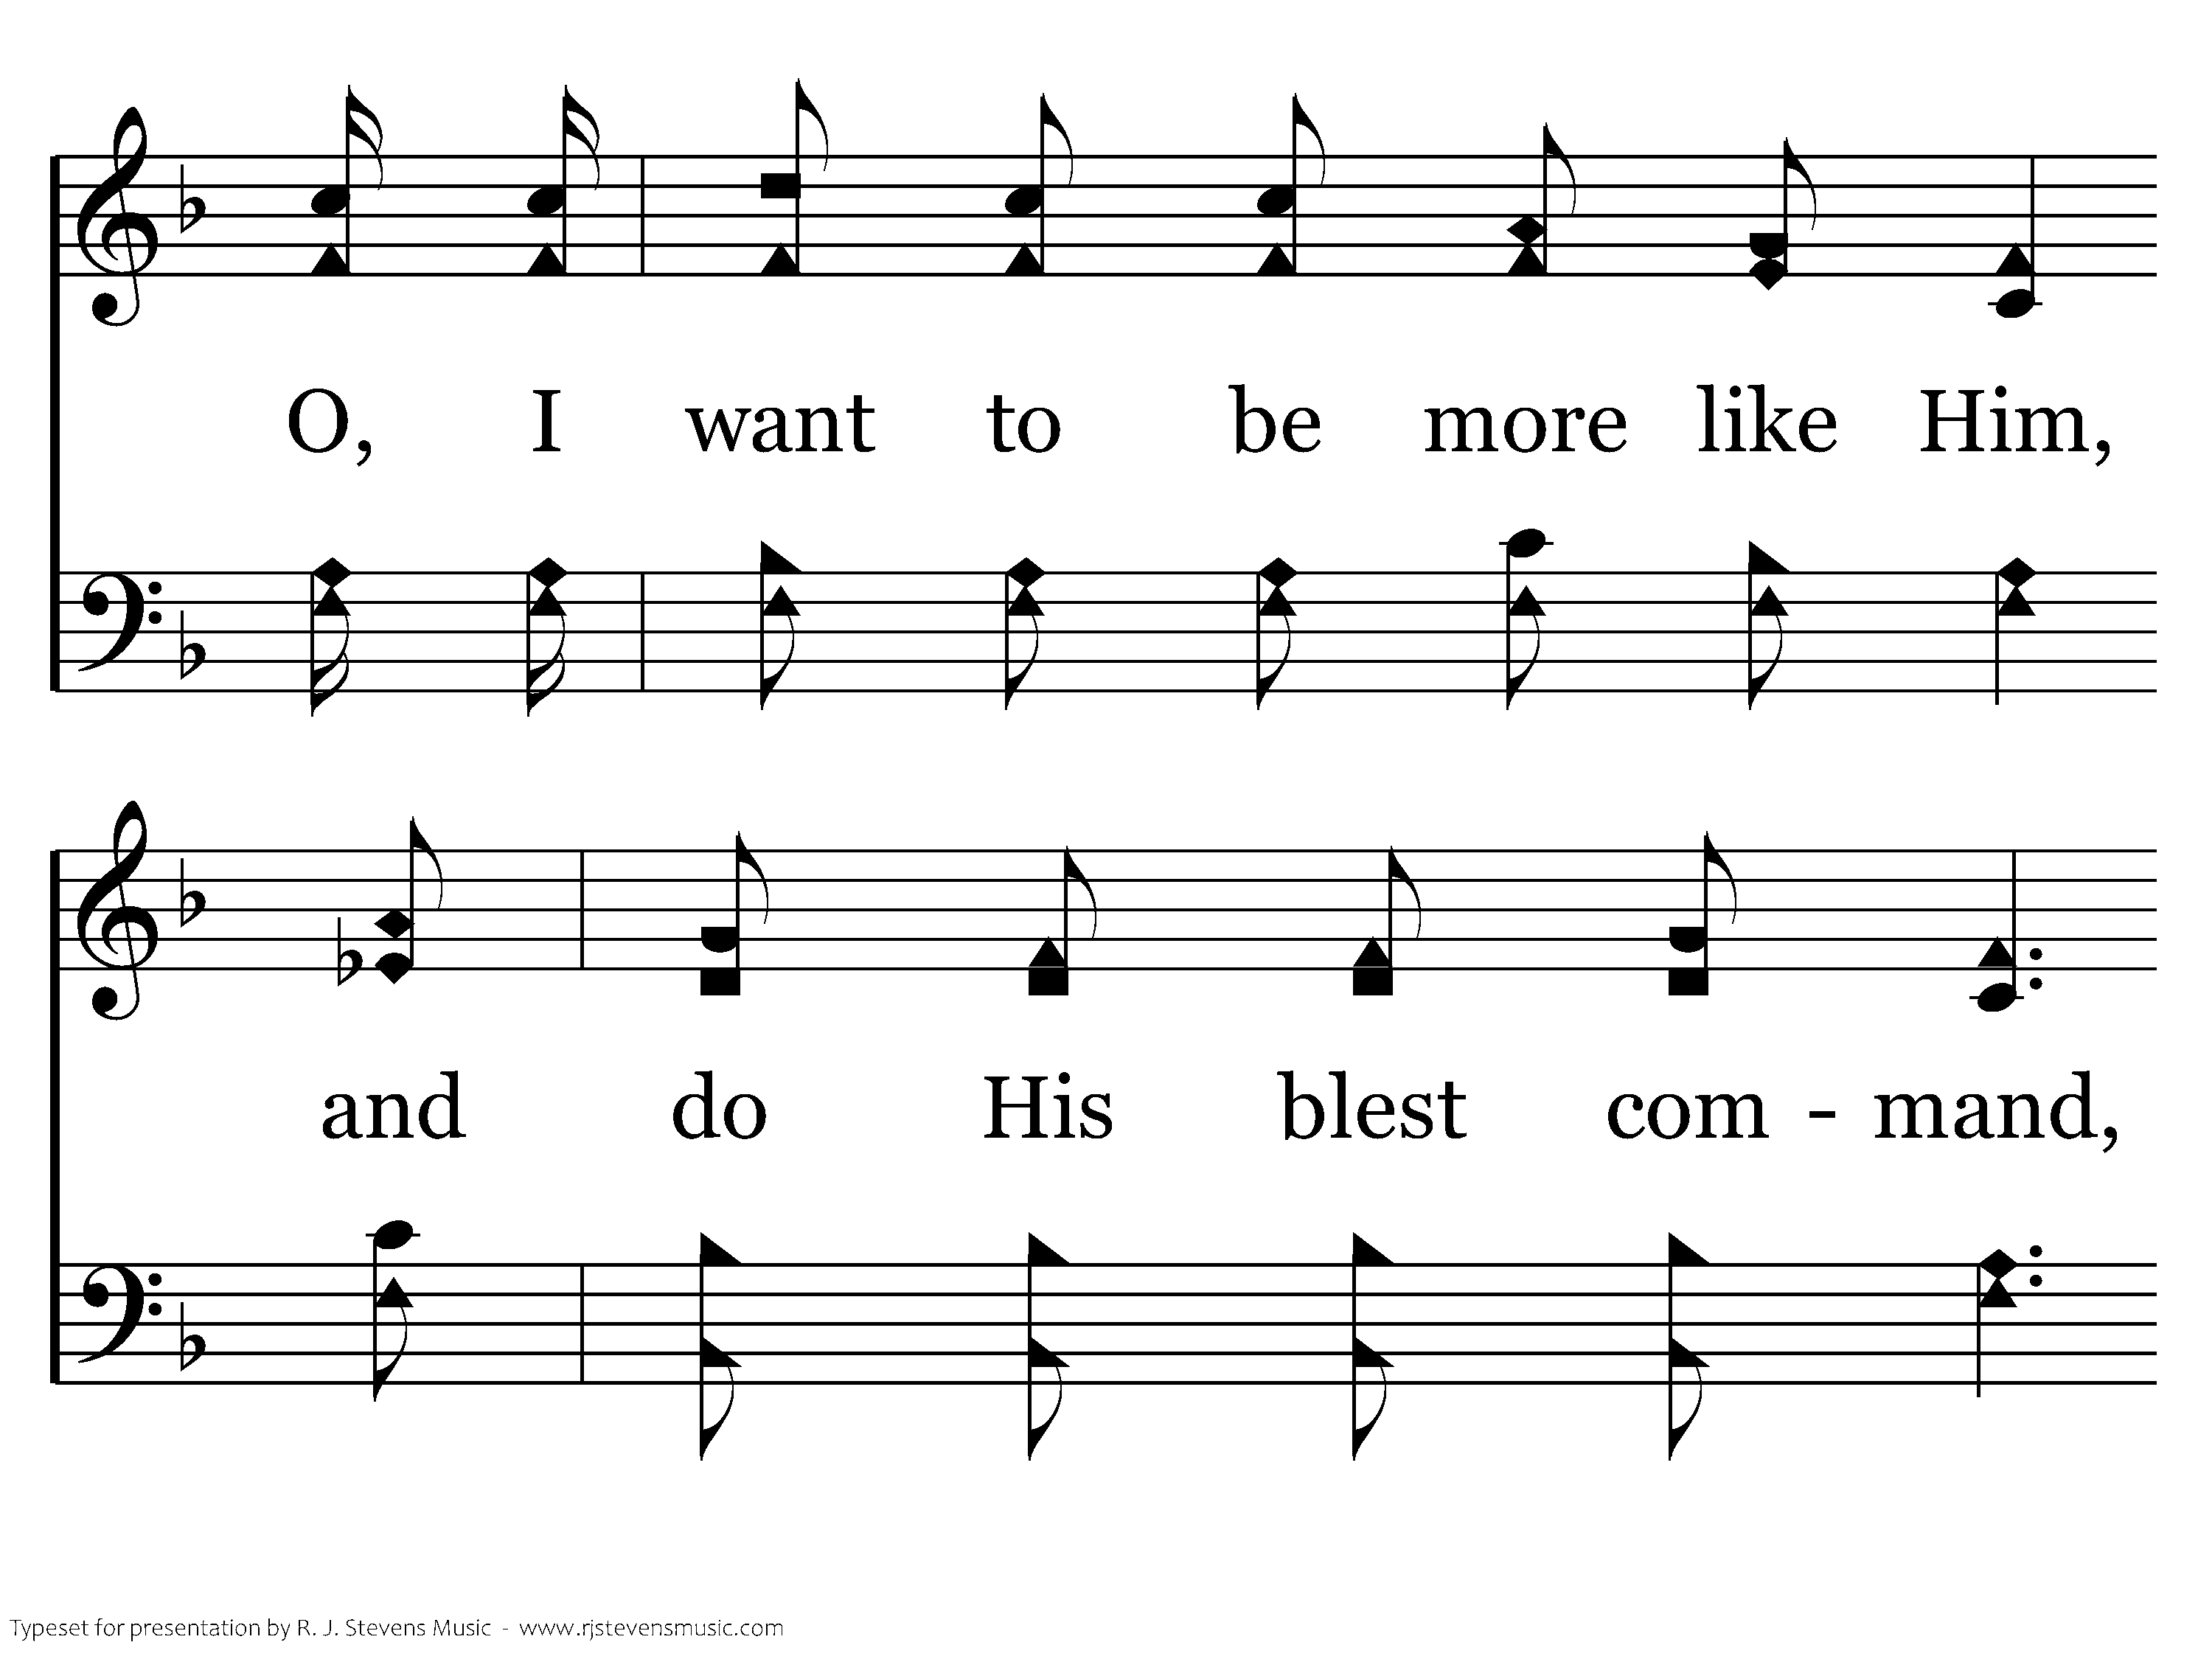 O, I want to be more like Him,
and do His blest com - mand,
Typeset for presentation by R. J. Stevens Music - www.rjstevensmusic.com